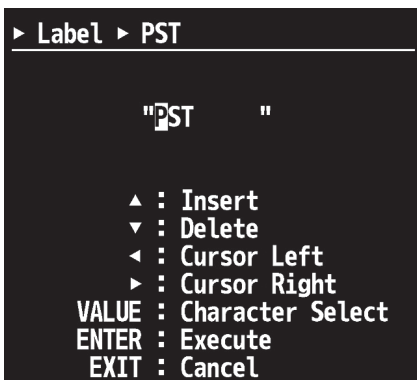 ▶ Label ▶ PST
"PST     "
▲ : Insert
▼ : Delete
◀ : Cursor Left
▶ : Cursor Right
VALUE : Character Select
ENTER : Execute
EXIT : Cancel